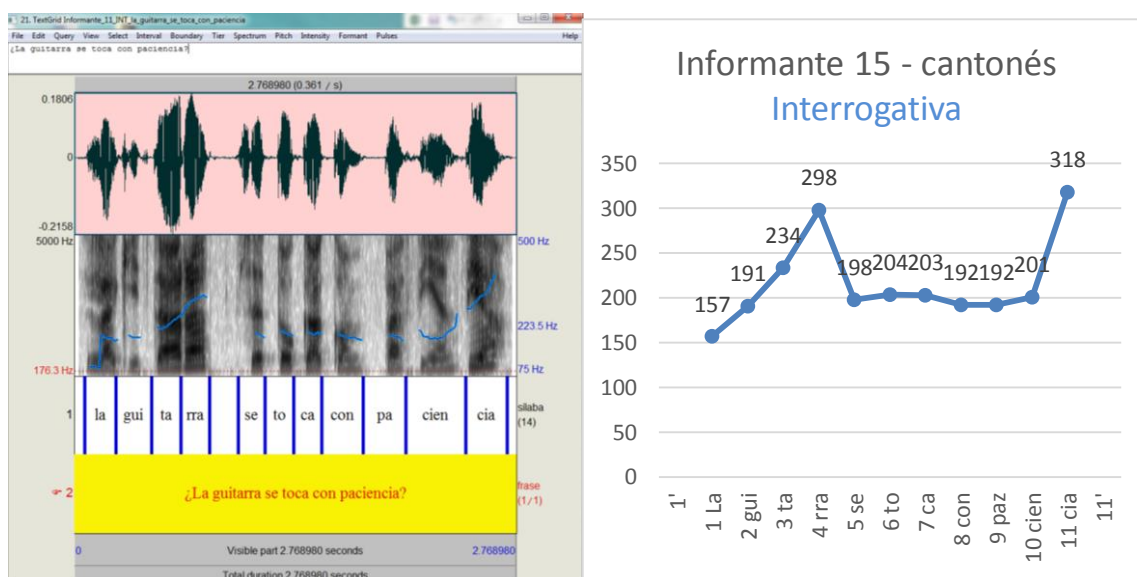 21. TextGrid Informante_11_INT_la_guitarra_se_toca_con_paciencia
File Edit Query View Select Interval Boundary Tier Spectrum Pitch Intensity Formant Pulses Help
¿La guitarra se toca con paciencia?
2.768980 (0.361 / s)
0.1806
0
-0.2158
5000 Hz 500 Hz
223.5 Hz
176.3 Hz 75 Hz
1 la gui ta rra se to ca con pa cien cia sílaba (14)
2 ¿La guitarra se toca con paciencia? frase (1/1)
0 Visible part 2.768980 seconds 2.768980
Total duration 2.768980 seconds
Informante 15 - cantonés
Interrogativa
350
300
250
200
150
100
50
0
157 191 234 298 198 204 203 192 192 201 318
1' 1 La 2 gui 3 ta 4 rra 5 se 6 to 7 ca 8 con 9 paz 10 cien 11 cia 11'